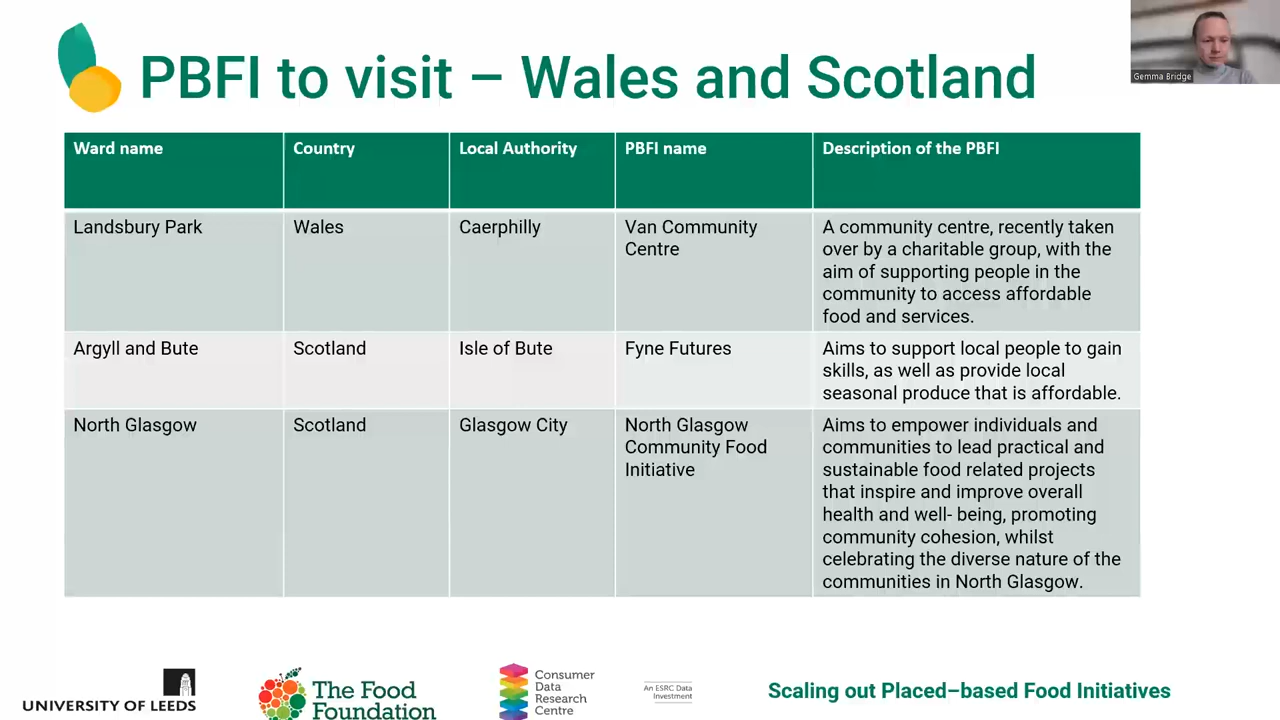 PBFI to visit – Wales and Scotland
Gemma Bridge
Ward name
Country
Local Authority
PBFI name
Description of the PBFI
Landsbury Park
Wales
Caerphilly
Van Community
Centre
A community centre, recently taken
over by a charitable group, with the
aim of supporting people in the
community to access affordable
food and services.
Argyll and Bute
Scotland
Isle of Bute
Fyne Futures
Aims to support local people to gain
skills, as well as provide local
seasonal produce that is affordable.
North Glasgow
Scotland
Glasgow City
North Glasgow
Community Food
Initiative
Aims to empower individuals and
communities to lead practical and
sustainable food related projects
that inspire and improve overall
health and well- being, promoting
community cohesion, whilst
celebrating the diverse nature of the
communities in North Glasgow.
UNIVERSITY OF LEEDS
The Food
Foundation
Consumer
Data
Research
Centre
An ESRC Data
Investment
Scaling out Placed–based Food Initiatives